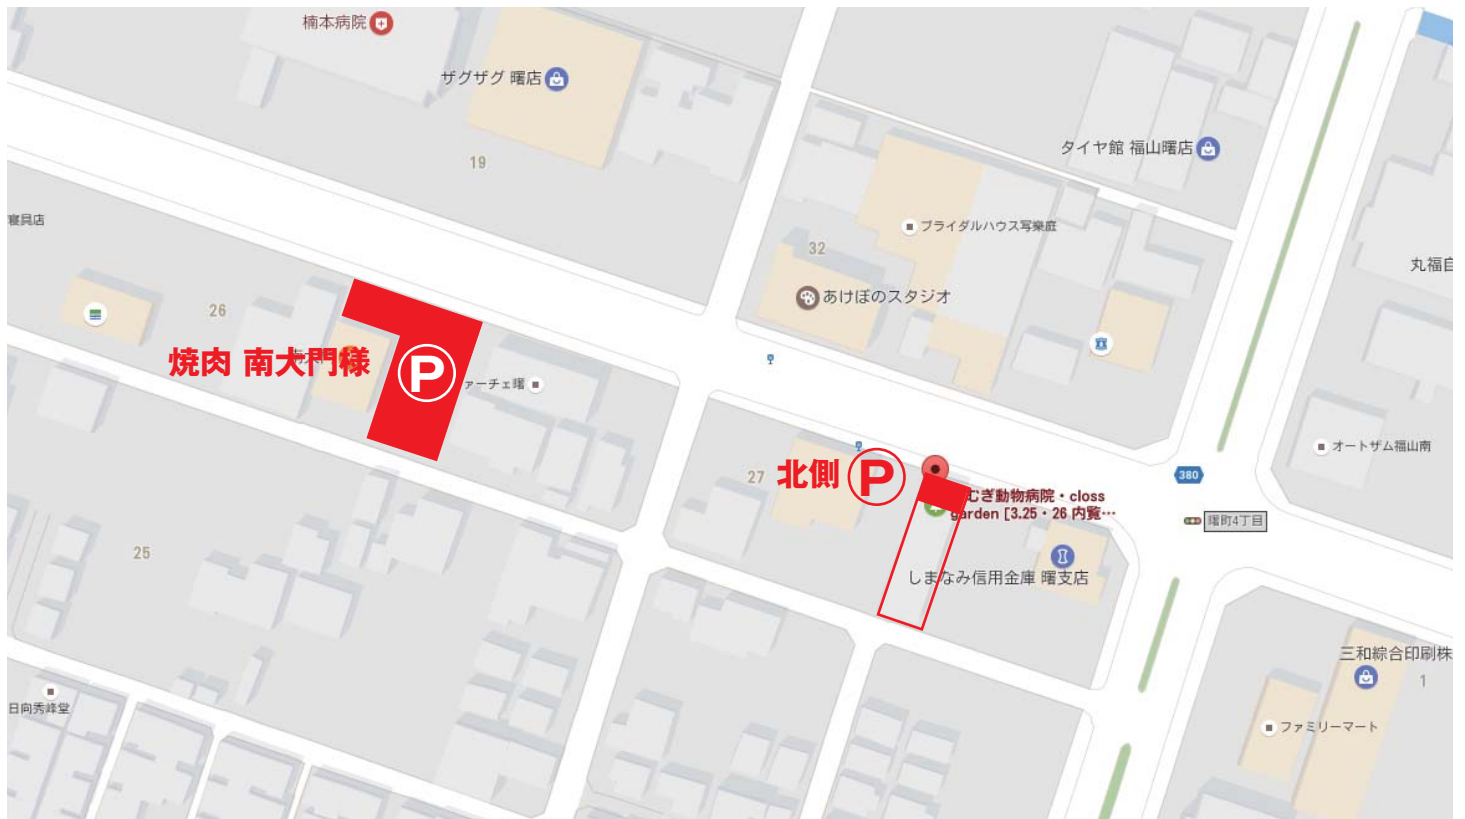 楠本病院
ザグザグ 曙店
19
タイヤ館 福山曙店
寝具店
ブライダルハウス写楽庭
32
丸福自
あけぼのスタジオ
26
焼肉 南大門様
P
ァーチェ曙
オートザム福山南
27
北側 P
380
むぎ動物病院・closs
garden [3.25・26 内覧…
曙町4丁目
25
しまなみ信用金庫 曙支店
三和綜合印刷株
1
日向秀峰堂
ファミリーマート